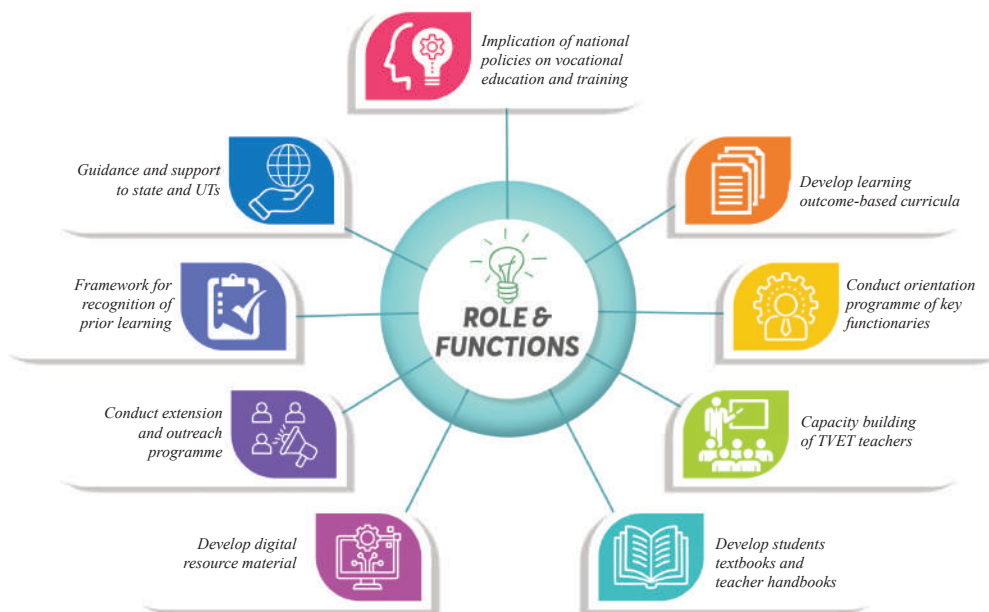 Implication of national
policies on vocational
education and training
Guidance and support
to state and UTs
Develop learning
outcome-based curricula
Framework for
recognition of
prior learning
ROLE &
FUNCTIONS
Conduct orientation
programme of key
functionaries
Conduct extension
and outreach
programme
Capacity building
of TVET teachers
Develop digital
resource material
Develop students
textbooks and
teacher handbooks